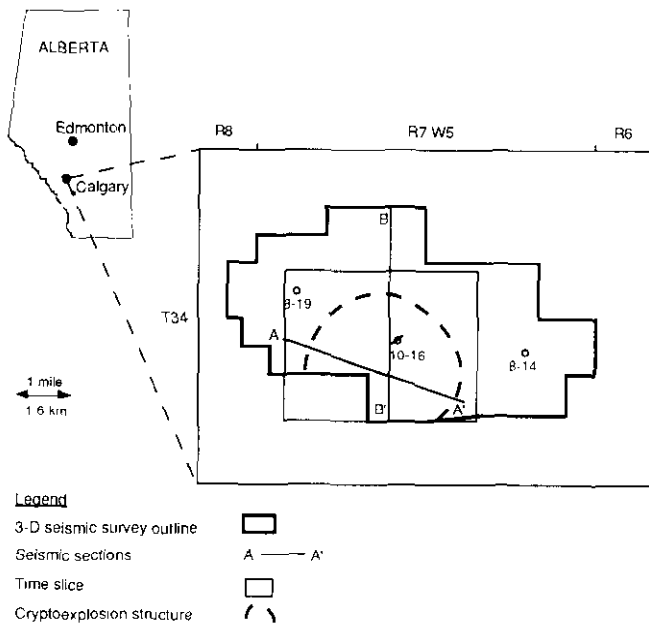 ALBERTA
Edmonton
Calgary
R8 R7 W5 R6
T34
B
8-19
A
10-16
8-14
B'
A'
1 mile
1.6 km
Legend
3-D seismic survey outline
Seismic sections A A'
Time slice
Cryptoexplosion structure